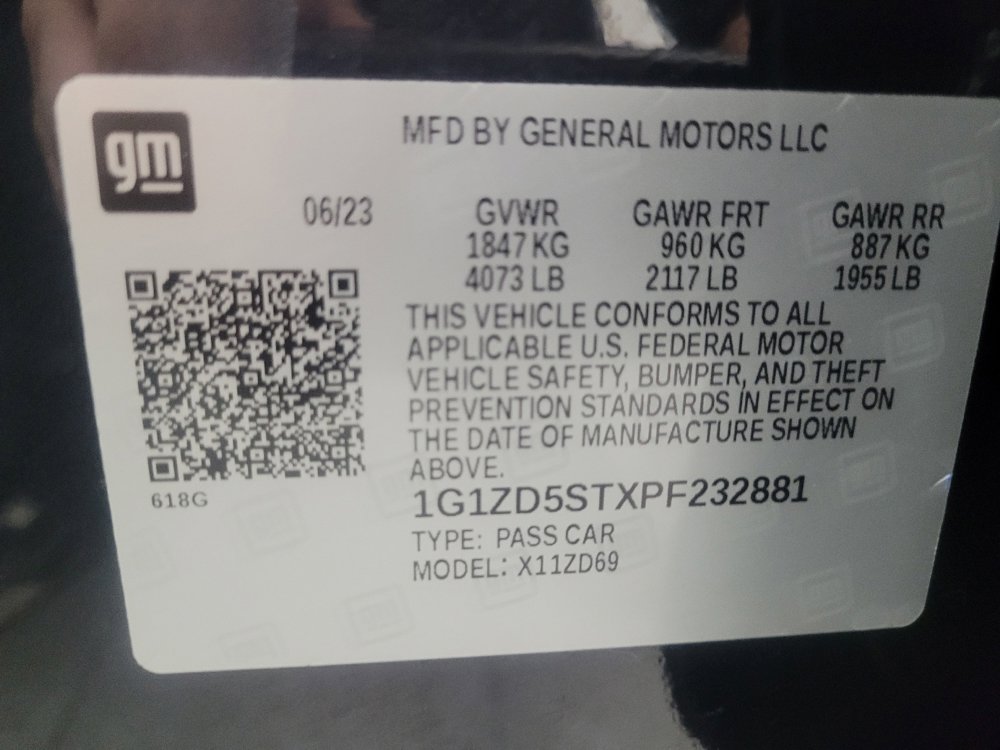 gm
MFD BY GENERAL MOTORS LLC
06/23 GVWR GAWR FRT GAWR RR
1847 KG 960 KG 887 KG
4073 LB 2117 LB 1955 LB
THIS VEHICLE CONFORMS TO ALL
APPLICABLE U.S. FEDERAL MOTOR
VEHICLE SAFETY, BUMPER, AND THEFT
PREVENTION STANDARDS IN EFFECT ON
THE DATE OF MANUFACTURE SHOWN
ABOVE.
618G
1G1ZD5STXPF232881
TYPE: PASS CAR
MODEL: X11ZD69